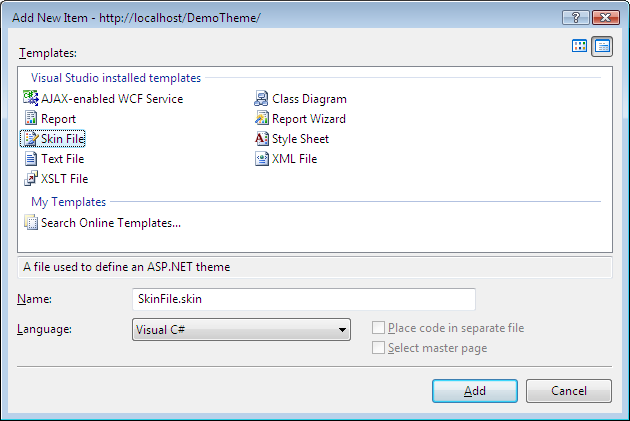 Add New Item - http://localhost/DemoTheme/
Templates:
Visual Studio installed templates
AJAX-enabled WCF Service Class Diagram
Report Report Wizard
Skin File Style Sheet
Text File XML File
XSLT File
My Templates
Search Online Templates...
A file used to define an ASP.NET theme
Name: SkinFile.skin
Language: Visual C# Place code in separate file
Select master page
Add Cancel